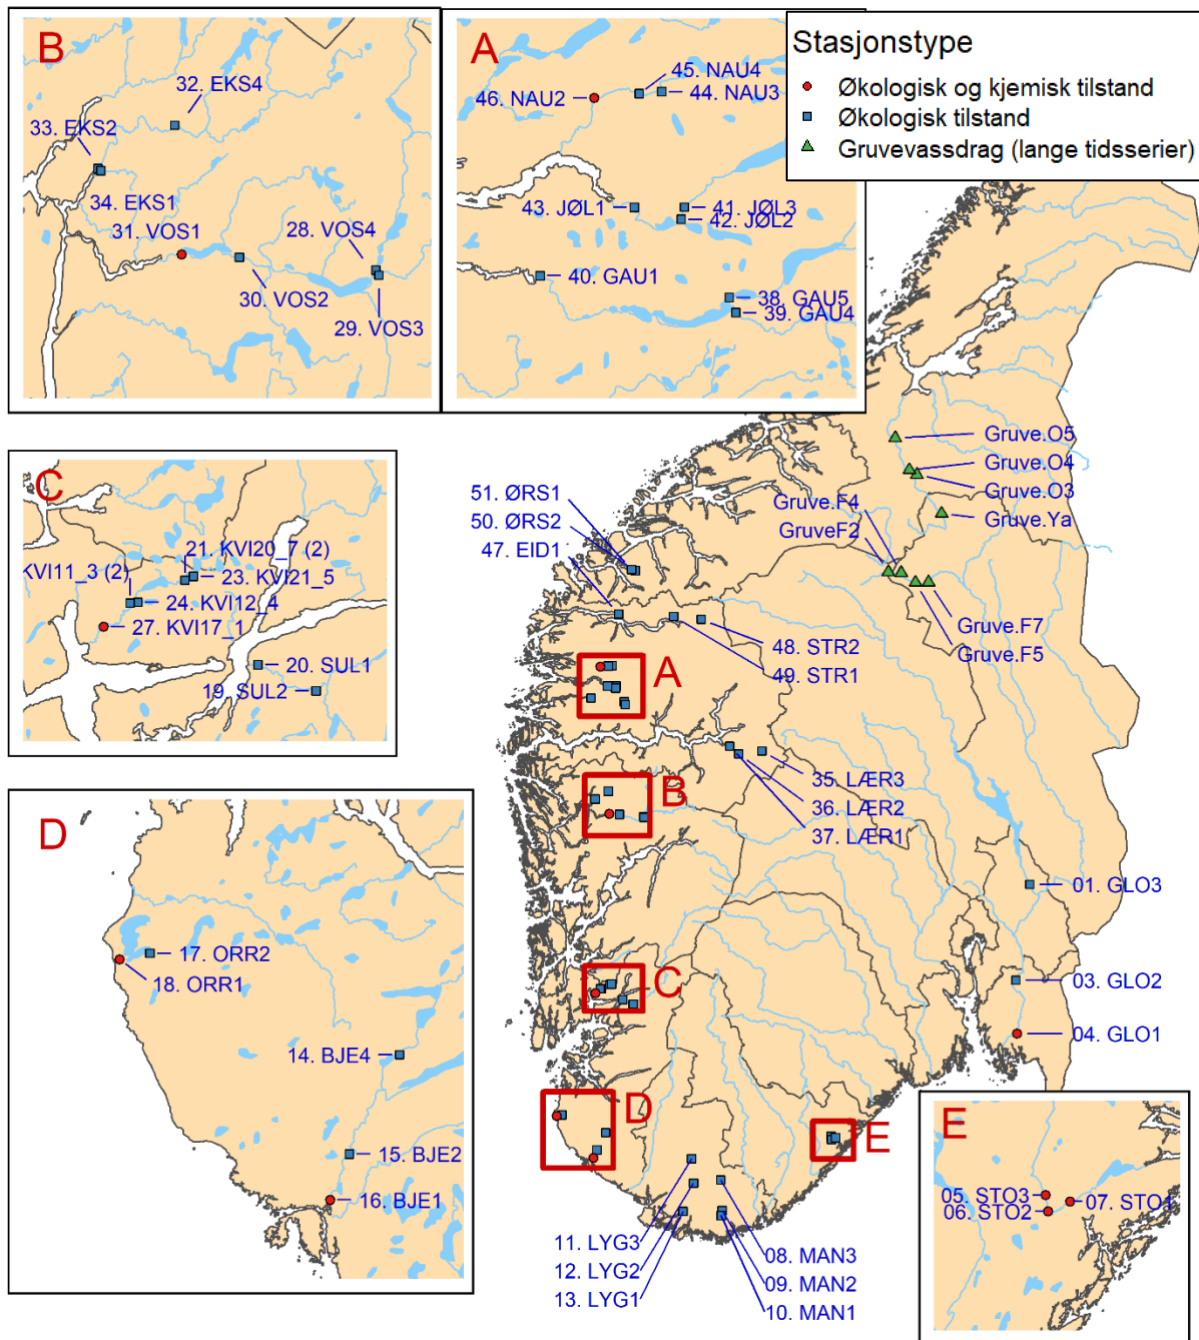 B
32. EKS4
33. EKS2
34. EKS1
31. VOS1
28. VOS4
30. VOS2
29. VOS3
A
45. NAU4
46. NAU2
44. NAU3
43. JØL1
41. JØL3
42. JØL2
40. GAU1
38. GAU5
39. GAU4
Stasjonstype
Økologisk og kjemisk tilstand
Økologisk tilstand
Gruvevassdrag (lange tidsserier)
C
21. KVI20_7 (2)
KVI11_3 (2)
23. KVI21_5
24. KVI12_4
27. KVI17_1
20. SUL1
19. SUL2
D
17. ORR2
18. ORR1
14. BJE4
15. BJE2
16. BJE1
Gruve.O5
Gruve.O4
Gruve.O3
Gruve.F4
Gruve.Ya
GruveF2
Gruve.F7
Gruve.F5
51. ØRS1
50. ØRS2
47. EID1
48. STR2
49. STR1
A
B
35. LÆR3
36. LÆR2
37. LÆR1
01. GLO3
C
03. GLO2
04. GLO1
D
E
11. LYG3
12. LYG2
13. LYG1
08. MAN3
09. MAN2
10. MAN1
E
05. STO3
06. STO2
07. STO1